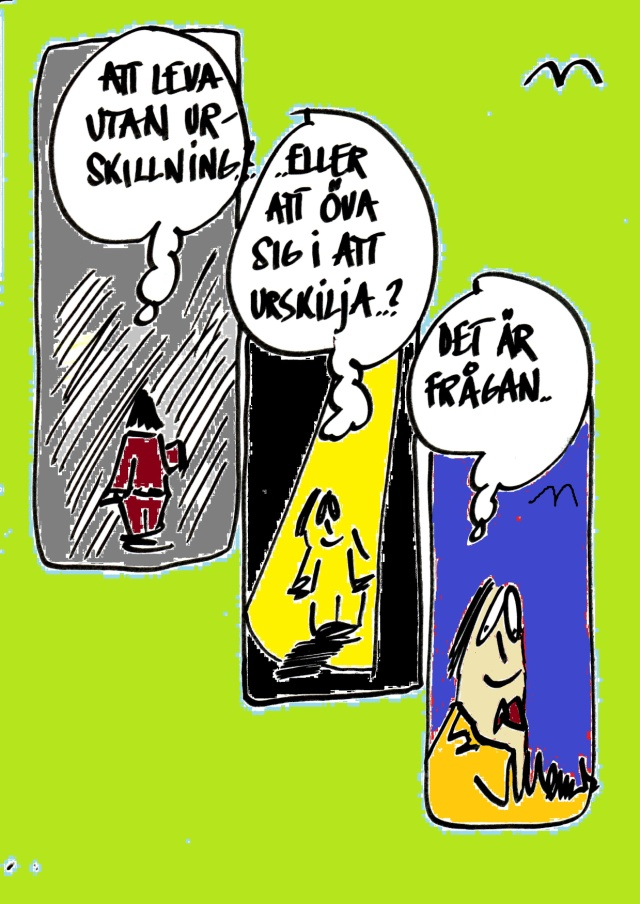 ATT LEVA
UTAN UR-
SKILLNING..
..ELLER
ATT ÖVA
SIG i ATT
URSKILJA..?
DET ÄR
FRÅGAN..